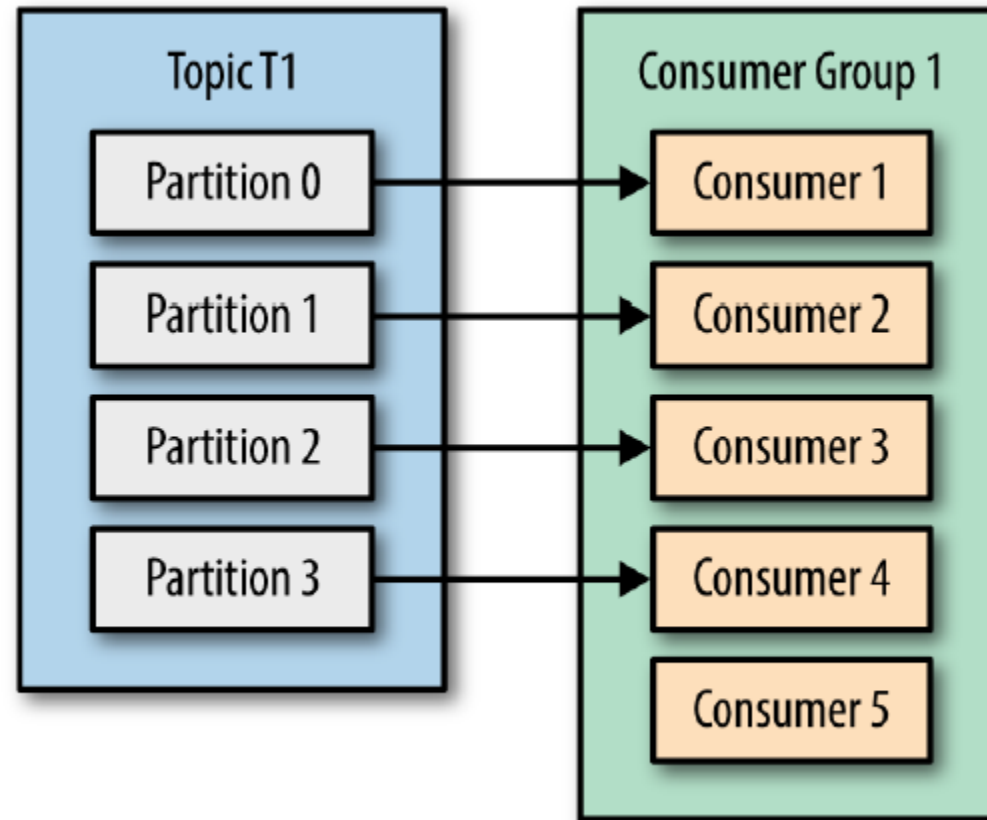 Topic T1
Partition 0
Partition 1
Partition 2
Partition 3
Consumer Group 1
Consumer 1
Consumer 2
Consumer 3
Consumer 4
Consumer 5